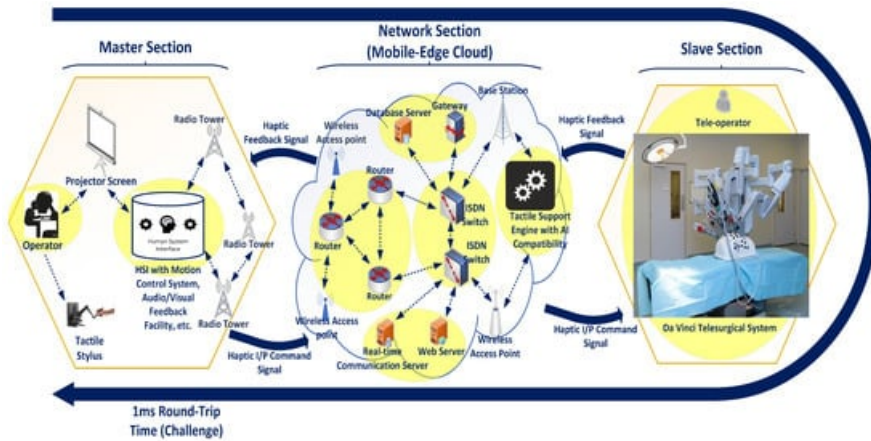 Master Section
Network Section
(Mobile-Edge Cloud)
Slave Section
Radio Tower
Projector Screen
Operator
Human System
Interface
HSI with Motion
Control System,
Audio/Visual
Feedback
Facility, etc.
Radio Tower
Radio Tower
Tactile
Stylus
Haptic
Feedback Signal
Haptic I/P Command
Signal
Wireless
Access point
Database Server
Gateway
Base Station
Router
Router
Router
ISDN
Switch
ISDN
Switch
Tactile Support
Engine with AI
Compatibility
Wireless Access
point
Real-time
Communication Server
Web Server
Wireless
Access Point
Haptic Feedback
Signal
Haptic I/P Command
Signal
Tele-operator
Da Vinci Telesurgical System
1ms Round-Trip
Time (Challenge)